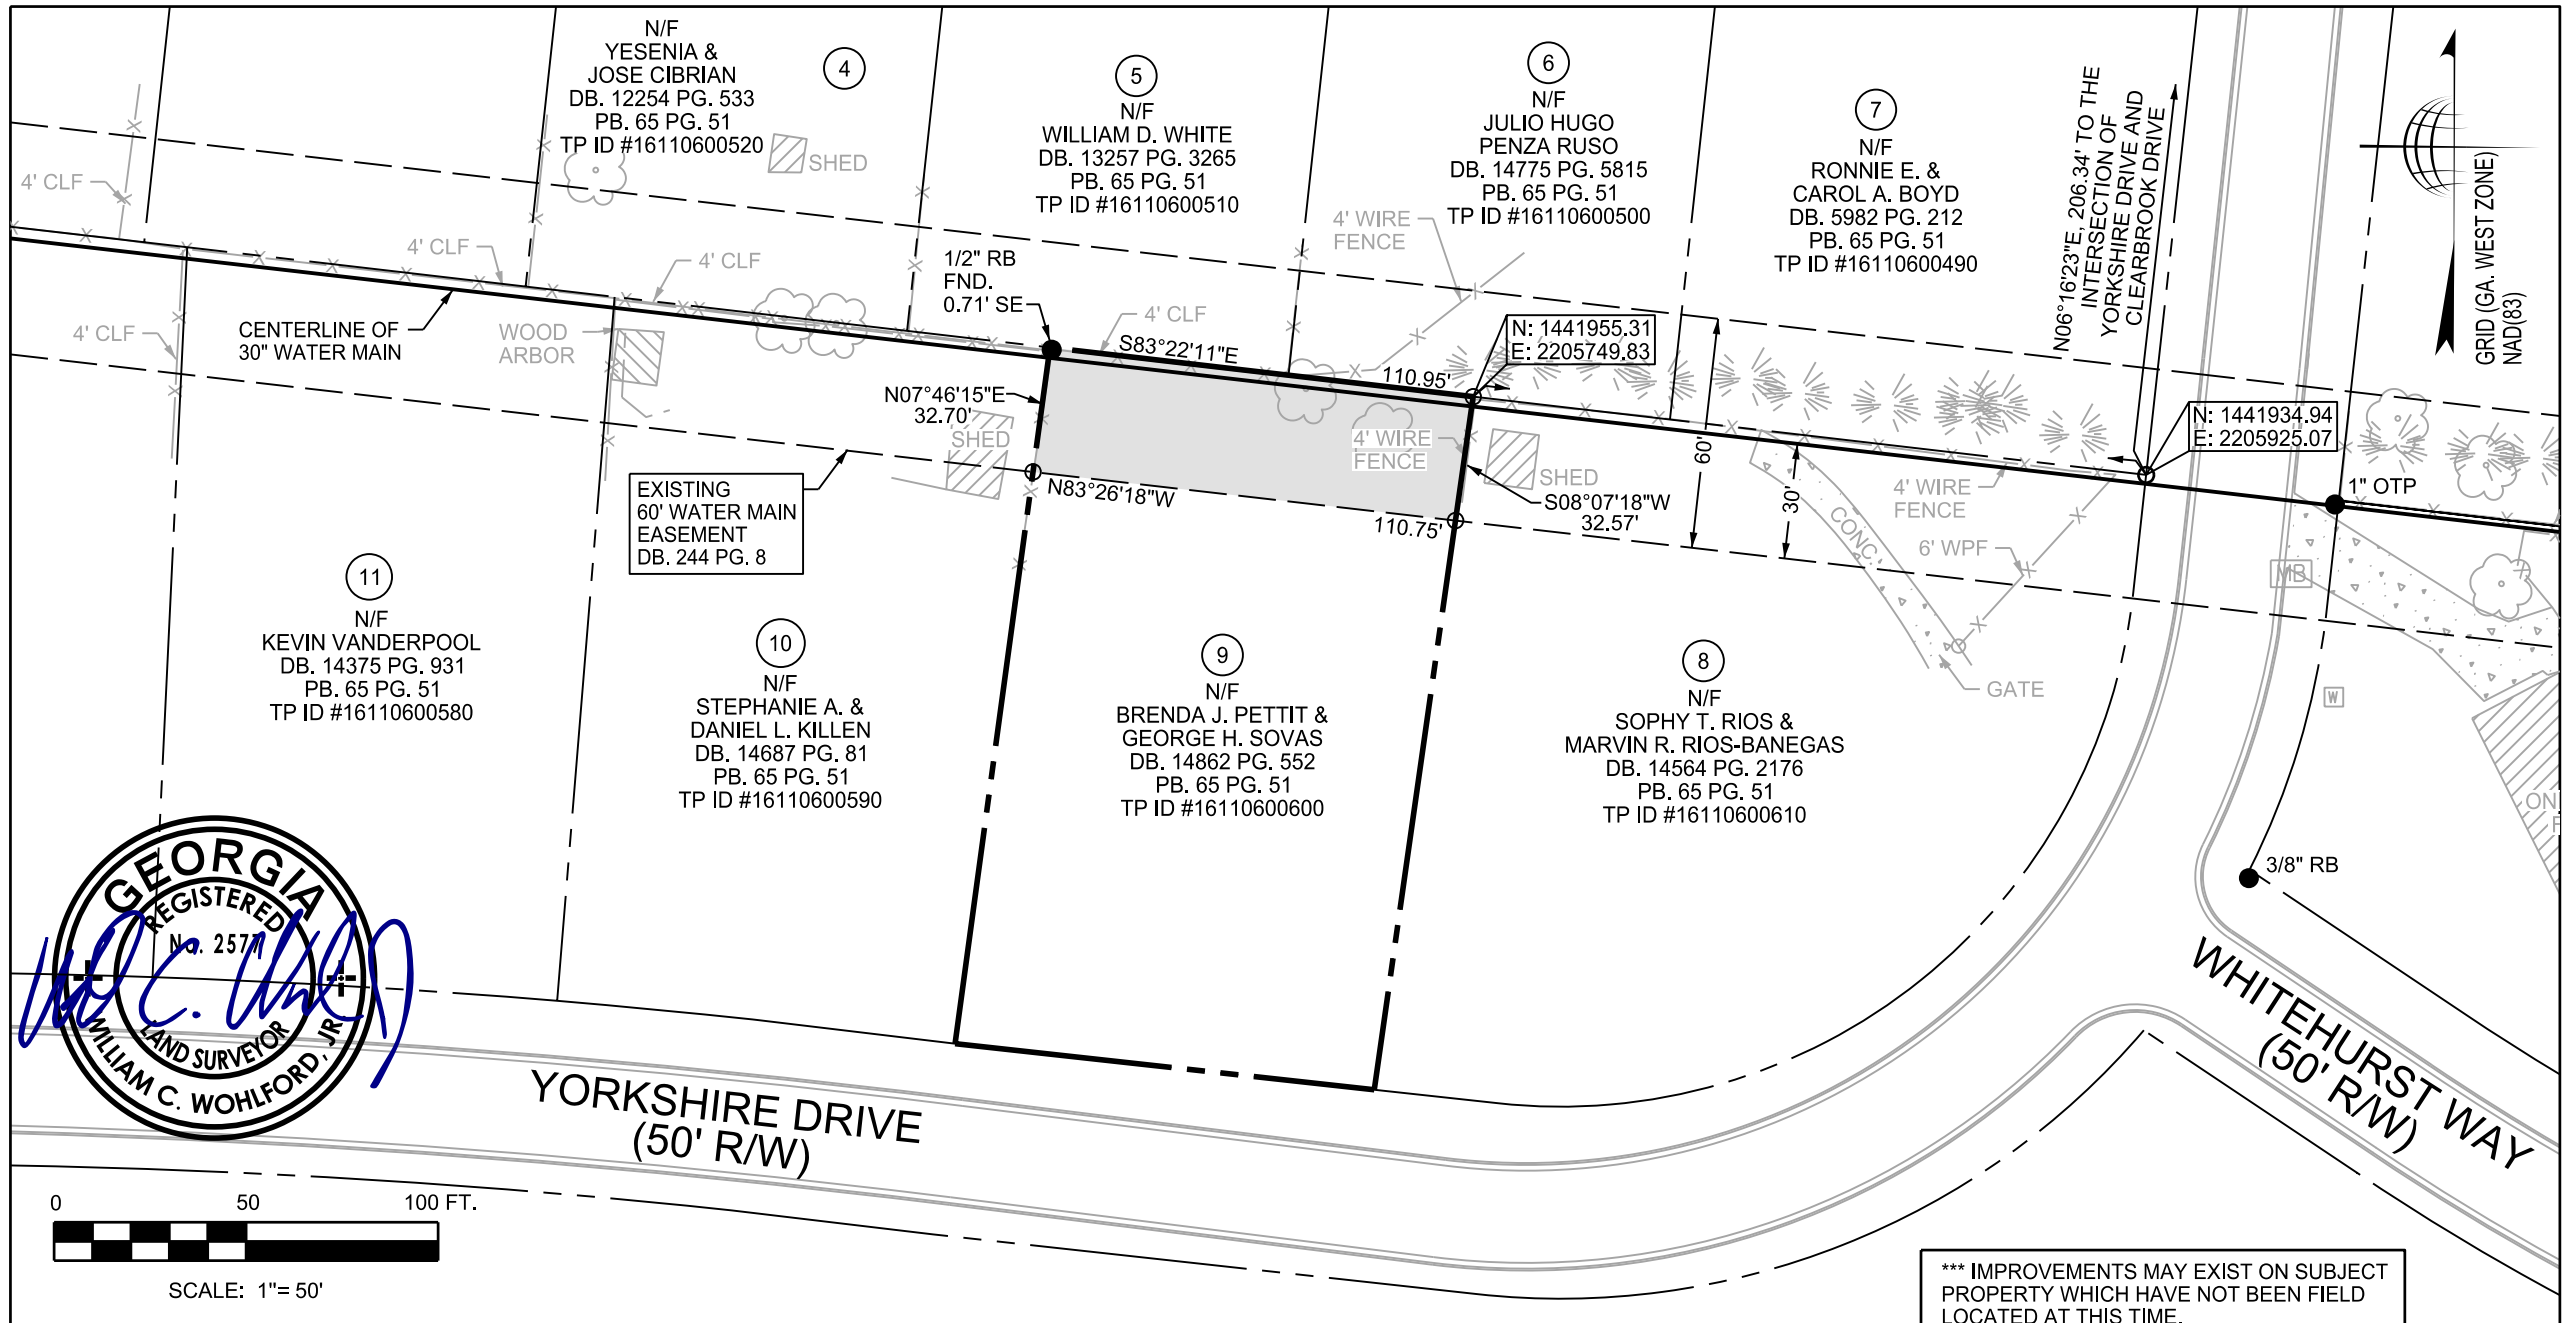 N/F
YESENIA &
JOSE CIBRIAN
DB. 12254 PG. 533
PB. 65 PG. 51
TP ID #16110600520
4
SHED
5
N/F
WILLIAM D. WHITE
DB. 13257 PG. 3265
PB. 65 PG. 51
TP ID #16110600510
6
N/F
JULIO HUGO
PENZA RUSO
DB. 14775 PG. 5815
PB. 65 PG. 51
TP ID #16110600500
7
N/F
RONNIE E. &
CAROL A. BOYD
DB. 5982 PG. 212
PB. 65 PG. 51
TP ID #16110600490
N06°16'23"E, 206.34' TO THE
INTERSECTION OF
YORKSHIRE DRIVE AND
CLEARBROOK DRIVE
GRID (GA. WEST ZONE)
NAD(83)
4' CLF
4' CLF
4' CLF
4' CLF
CENTERLINE OF
30" WATER MAIN
WOOD
ARBOR
1/2" RB
FND.
0.71' SE
4' CLF
4' WIRE
FENCE
S83°22'11"E
110.95'
N: 1441955.31
E: 2205749.83
N07°46'15"E
32.70'
SHED
4' WIRE
FENCE
SHED
60'
30'
N: 1441934.94
E: 2205925.07
1" OTP
EXISTING
60' WATER MAIN
EASEMENT
DB. 244 PG. 8
N83°26'18"W
110.75'
S08°07'18"W
32.57'
4' WIRE
FENCE
CONC.
6' WPF
MB
GATE
W
11
N/F
KEVIN VANDERPOOL
DB. 14375 PG. 931
PB. 65 PG. 51
TP ID #16110600580
10
N/F
STEPHANIE A. &
DANIEL L. KILLEN
DB. 14687 PG. 81
PB. 65 PG. 51
TP ID #16110600590
9
N/F
BRENDA J. PETTIT &
GEORGE H. SOVAS
DB. 14862 PG. 552
PB. 65 PG. 51
TP ID #16110600600
8
N/F
SOPHY T. RIOS &
MARVIN R. RIOS-BANEGAS
DB. 14564 PG. 2176
PB. 65 PG. 51
TP ID #16110600610
3/8" RB
GEORGIA
REGISTERED
No. 2577
LAND SURVEYOR
WILLIAM C. WOHLFORD, JR.
YORKSHIRE DRIVE
(50' R/W)
WHITEHURST WAY
(50' R/W)
0 50 100 FT.
SCALE: 1"= 50'
*** IMPROVEMENTS MAY EXIST ON SUBJECT
PROPERTY WHICH HAVE NOT BEEN FIELD
LOCATED AT THIS TIME.